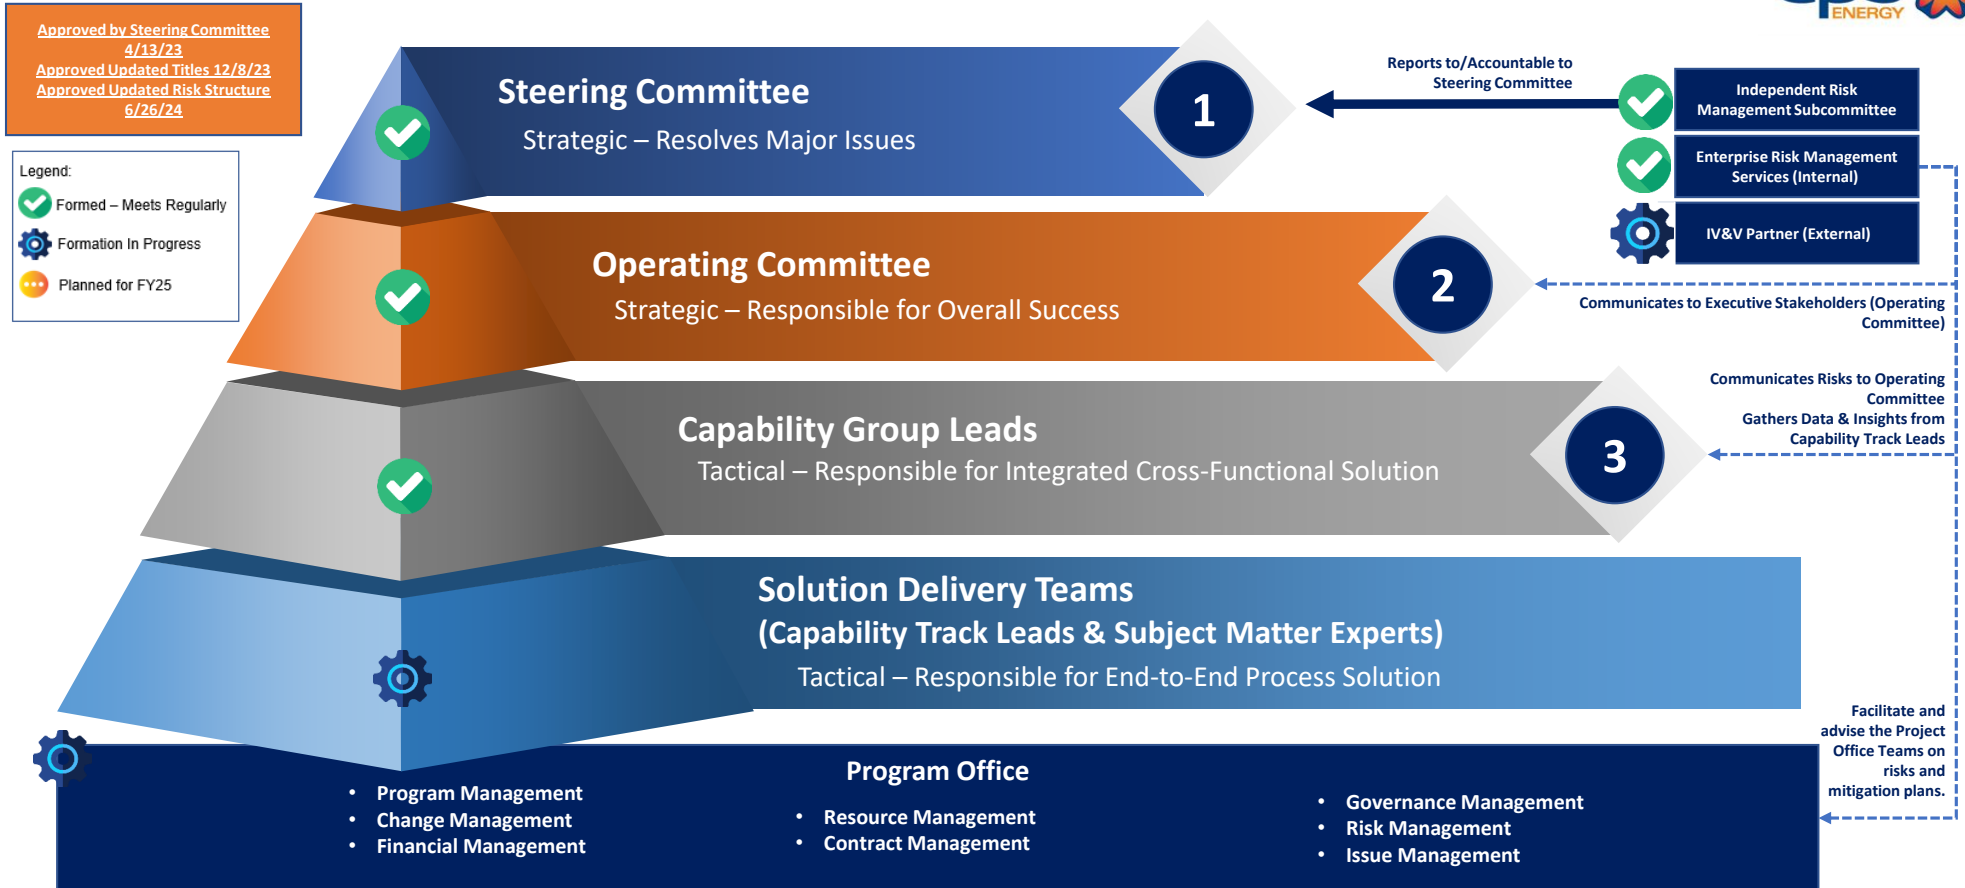 Approved by Steering Committee
4/13/23
Approved Updated Titles 12/8/23
Approved Updated Risk Structure
6/26/24
ENERGY
Legend:
Formed – Meets Regularly
Formation In Progress
Planned for FY25
Steering Committee
Strategic – Resolves Major Issues
1
Reports to/Accountable to
Steering Committee
Independent Risk
Management Subcommittee
Enterprise Risk Management
Services (Internal)
IV&V Partner (External)
Operating Committee
Strategic – Responsible for Overall Success
2
Communicates to Executive Stakeholders (Operating
Committee)
Capability Group Leads
Tactical – Responsible for Integrated Cross-Functional Solution
3
Communicates Risks to Operating
Committee
Gathers Data & Insights from
Capability Track Leads
Solution Delivery Teams
(Capability Track Leads & Subject Matter Experts)
Tactical – Responsible for End-to-End Process Solution
Facilitate and
advise the Project
Office Teams on
risks and
mitigation plans.
Program Office
• Program Management
• Change Management
• Financial Management
• Resource Management
• Contract Management
• Governance Management
• Risk Management
• Issue Management